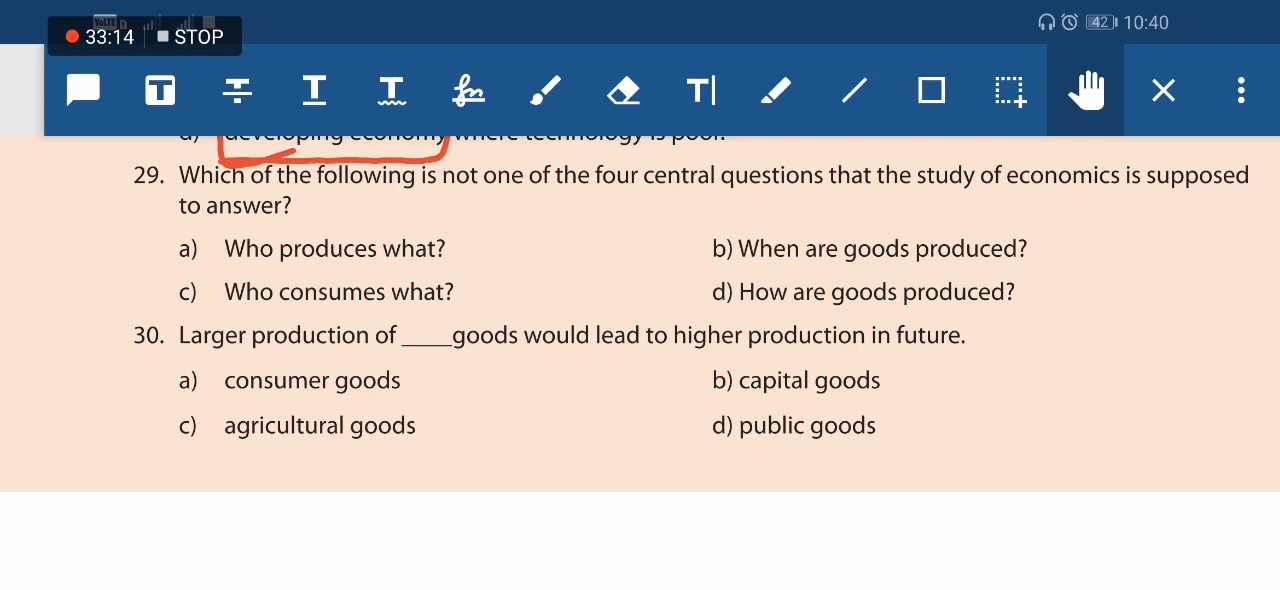 VoLTE 42 10:40
33:14 STOP
d) developing economy where technology is poor.
29. Which of the following is not one of the four central questions that the study of economics is supposed
to answer?
a) Who produces what? b) When are goods produced?
c) Who consumes what? d) How are goods produced?
30. Larger production of ____goods would lead to higher production in future.
a) consumer goods b) capital goods
c) agricultural goods d) public goods